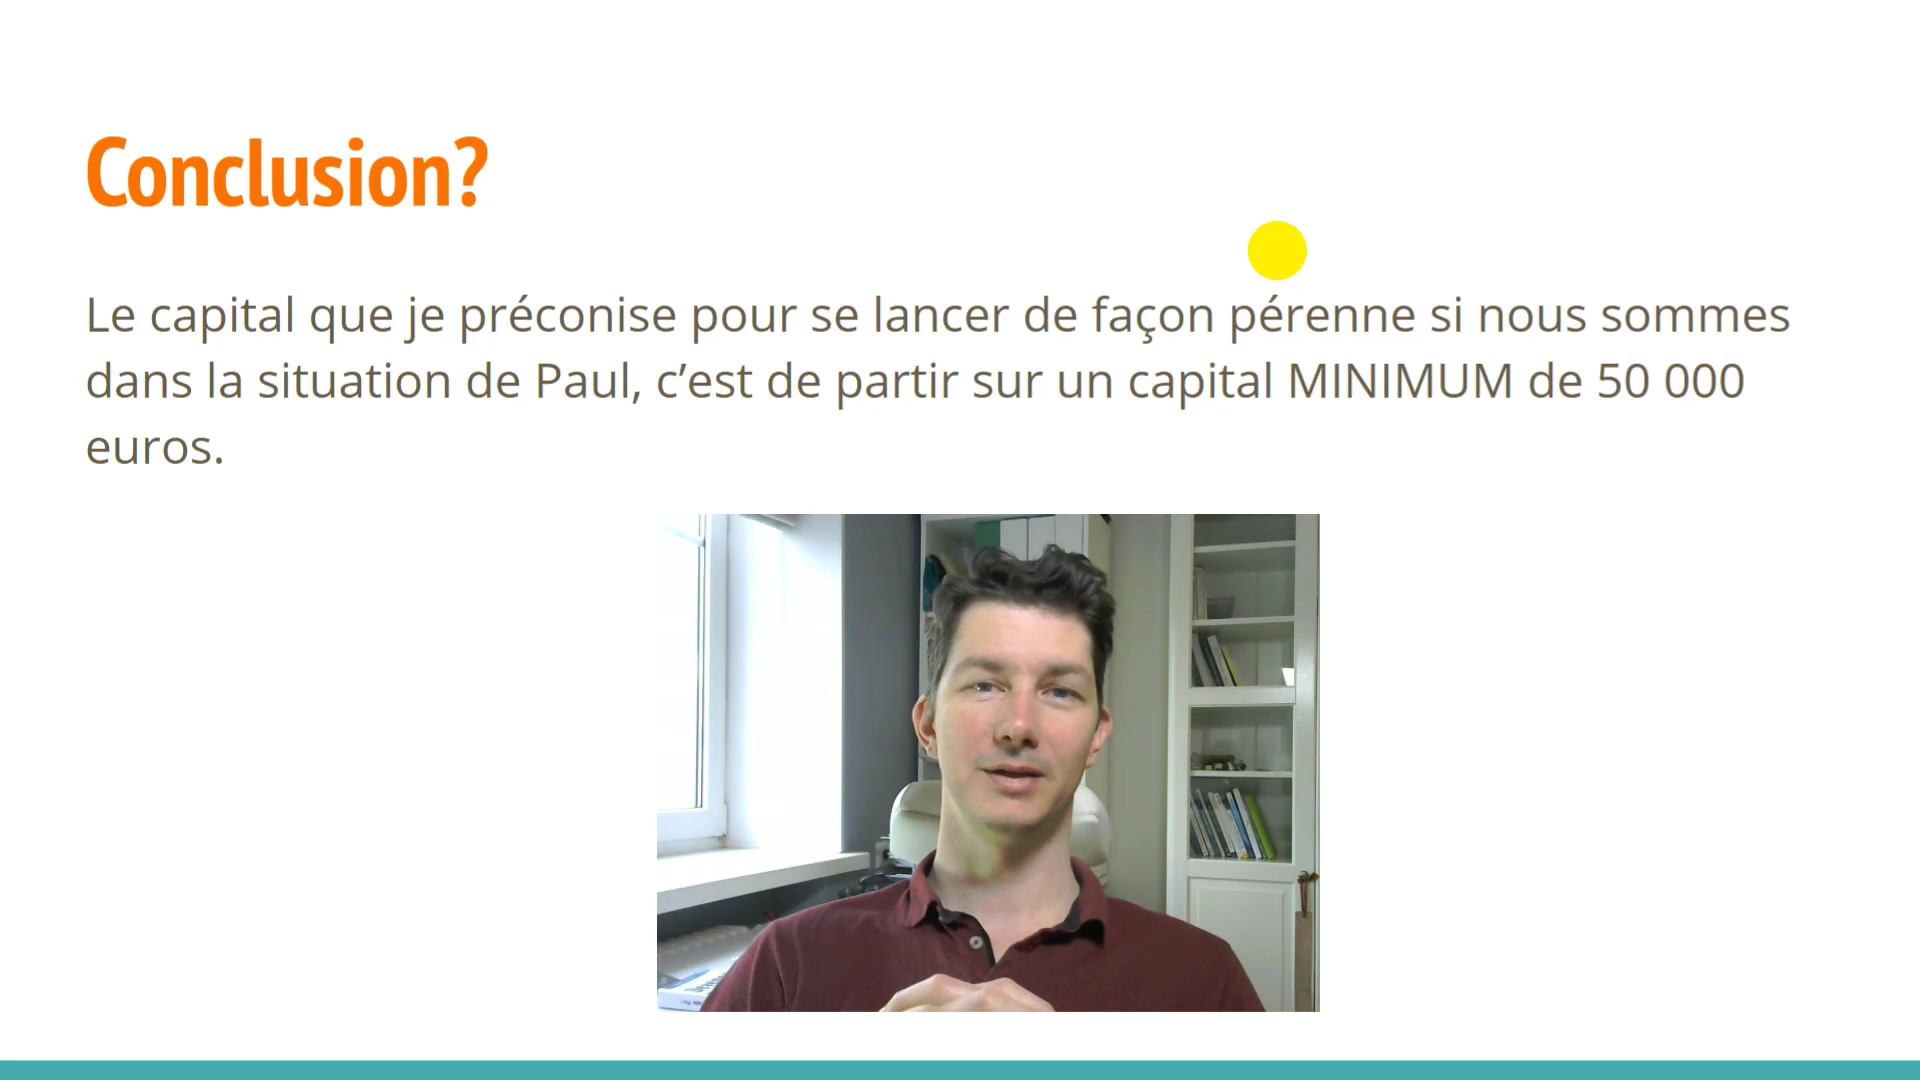 Conclusion?
Le capital que je préconise pour se lancer de façon pérenne si nous sommes
dans la situation de Paul, c’est de partir sur un capital MINIMUM de 50 000
euros.